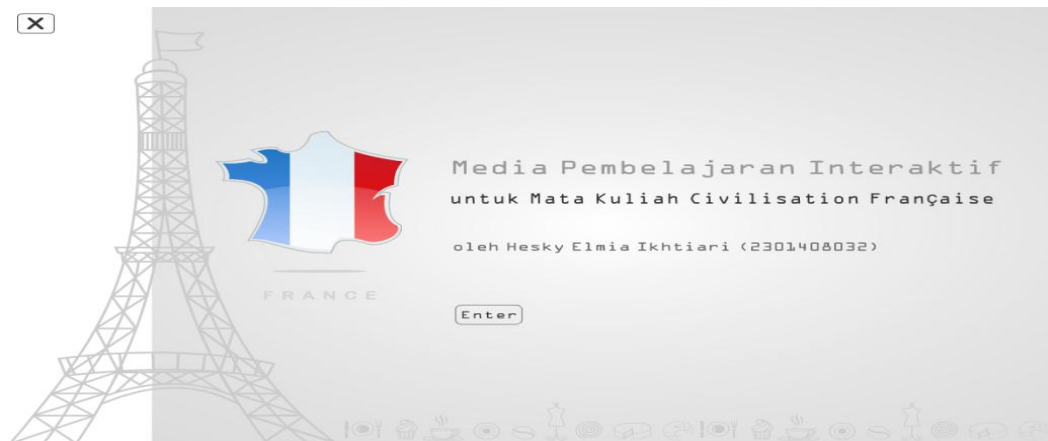 Media Pembelajaran Interaktif
untuk Mata Kuliah Civilisation Française
oleh Hesky Elmia Ikhtiari (2301408032)
FRANCE
Enter